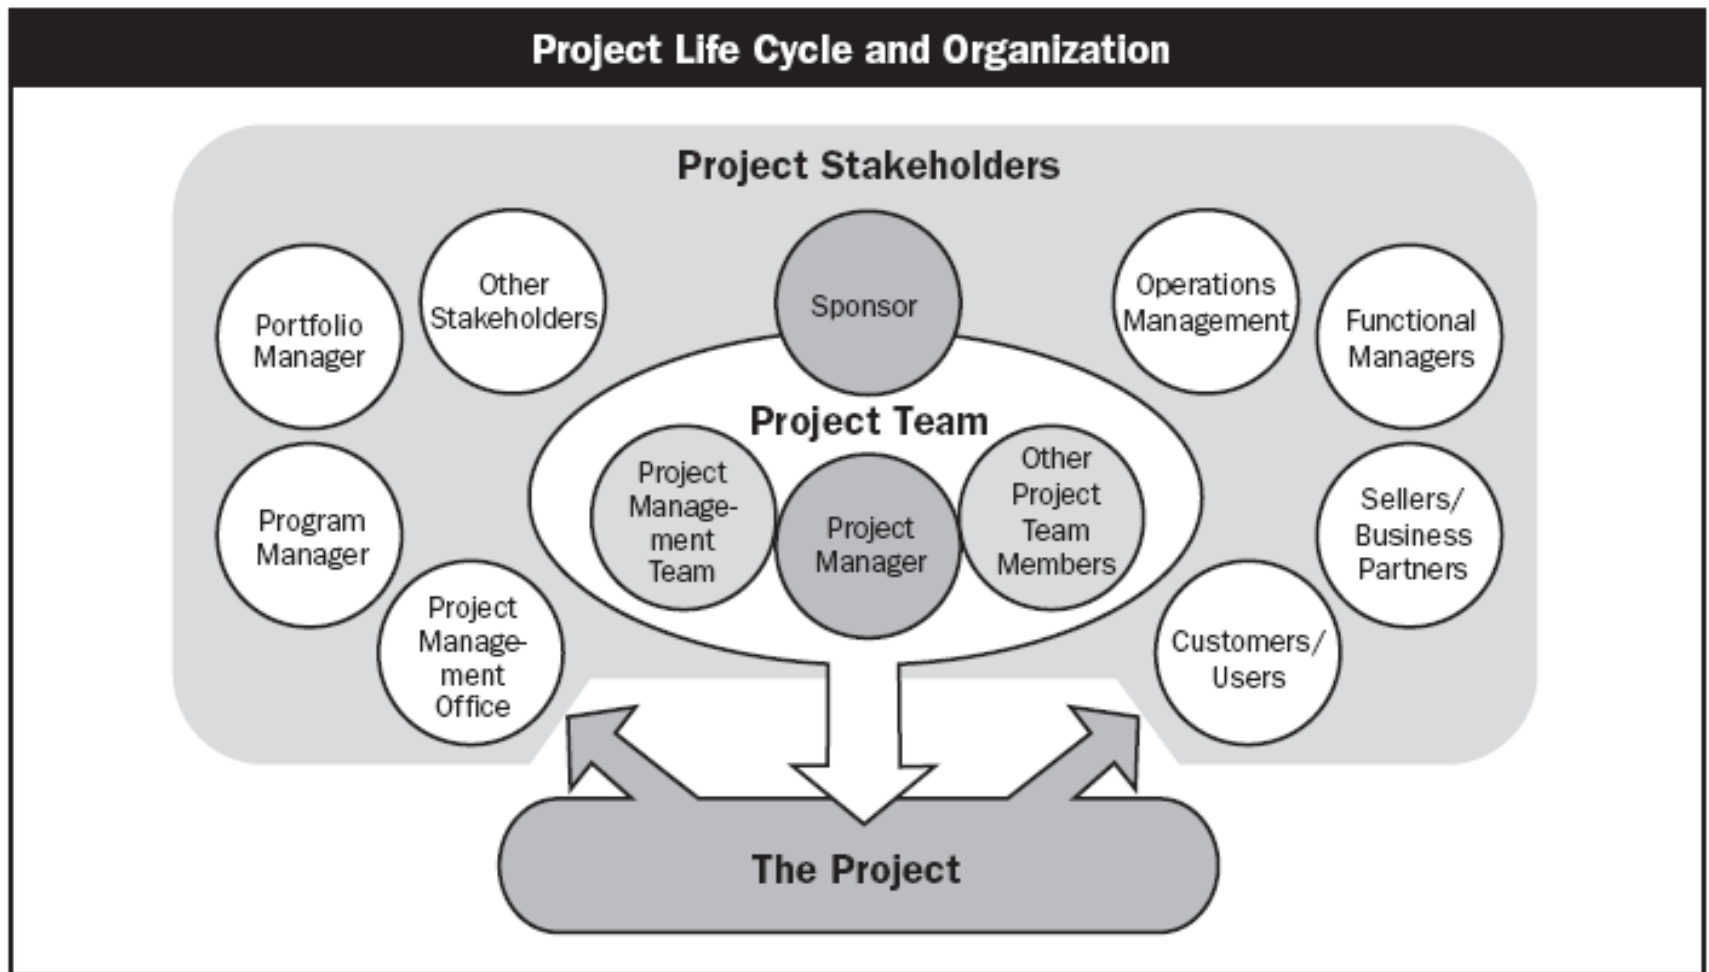 Project Life Cycle and Organization
Project Stakeholders
Portfolio
Manager
Other
Stakeholders
Sponsor
Operations
Management
Functional
Managers
Project Team
Program
Manager
Project
Manage-
ment
Team
Project
Manager
Other
Project
Team
Members
Sellers/
Business
Partners
Project
Manage-
ment
Office
Customers/
Users
The Project